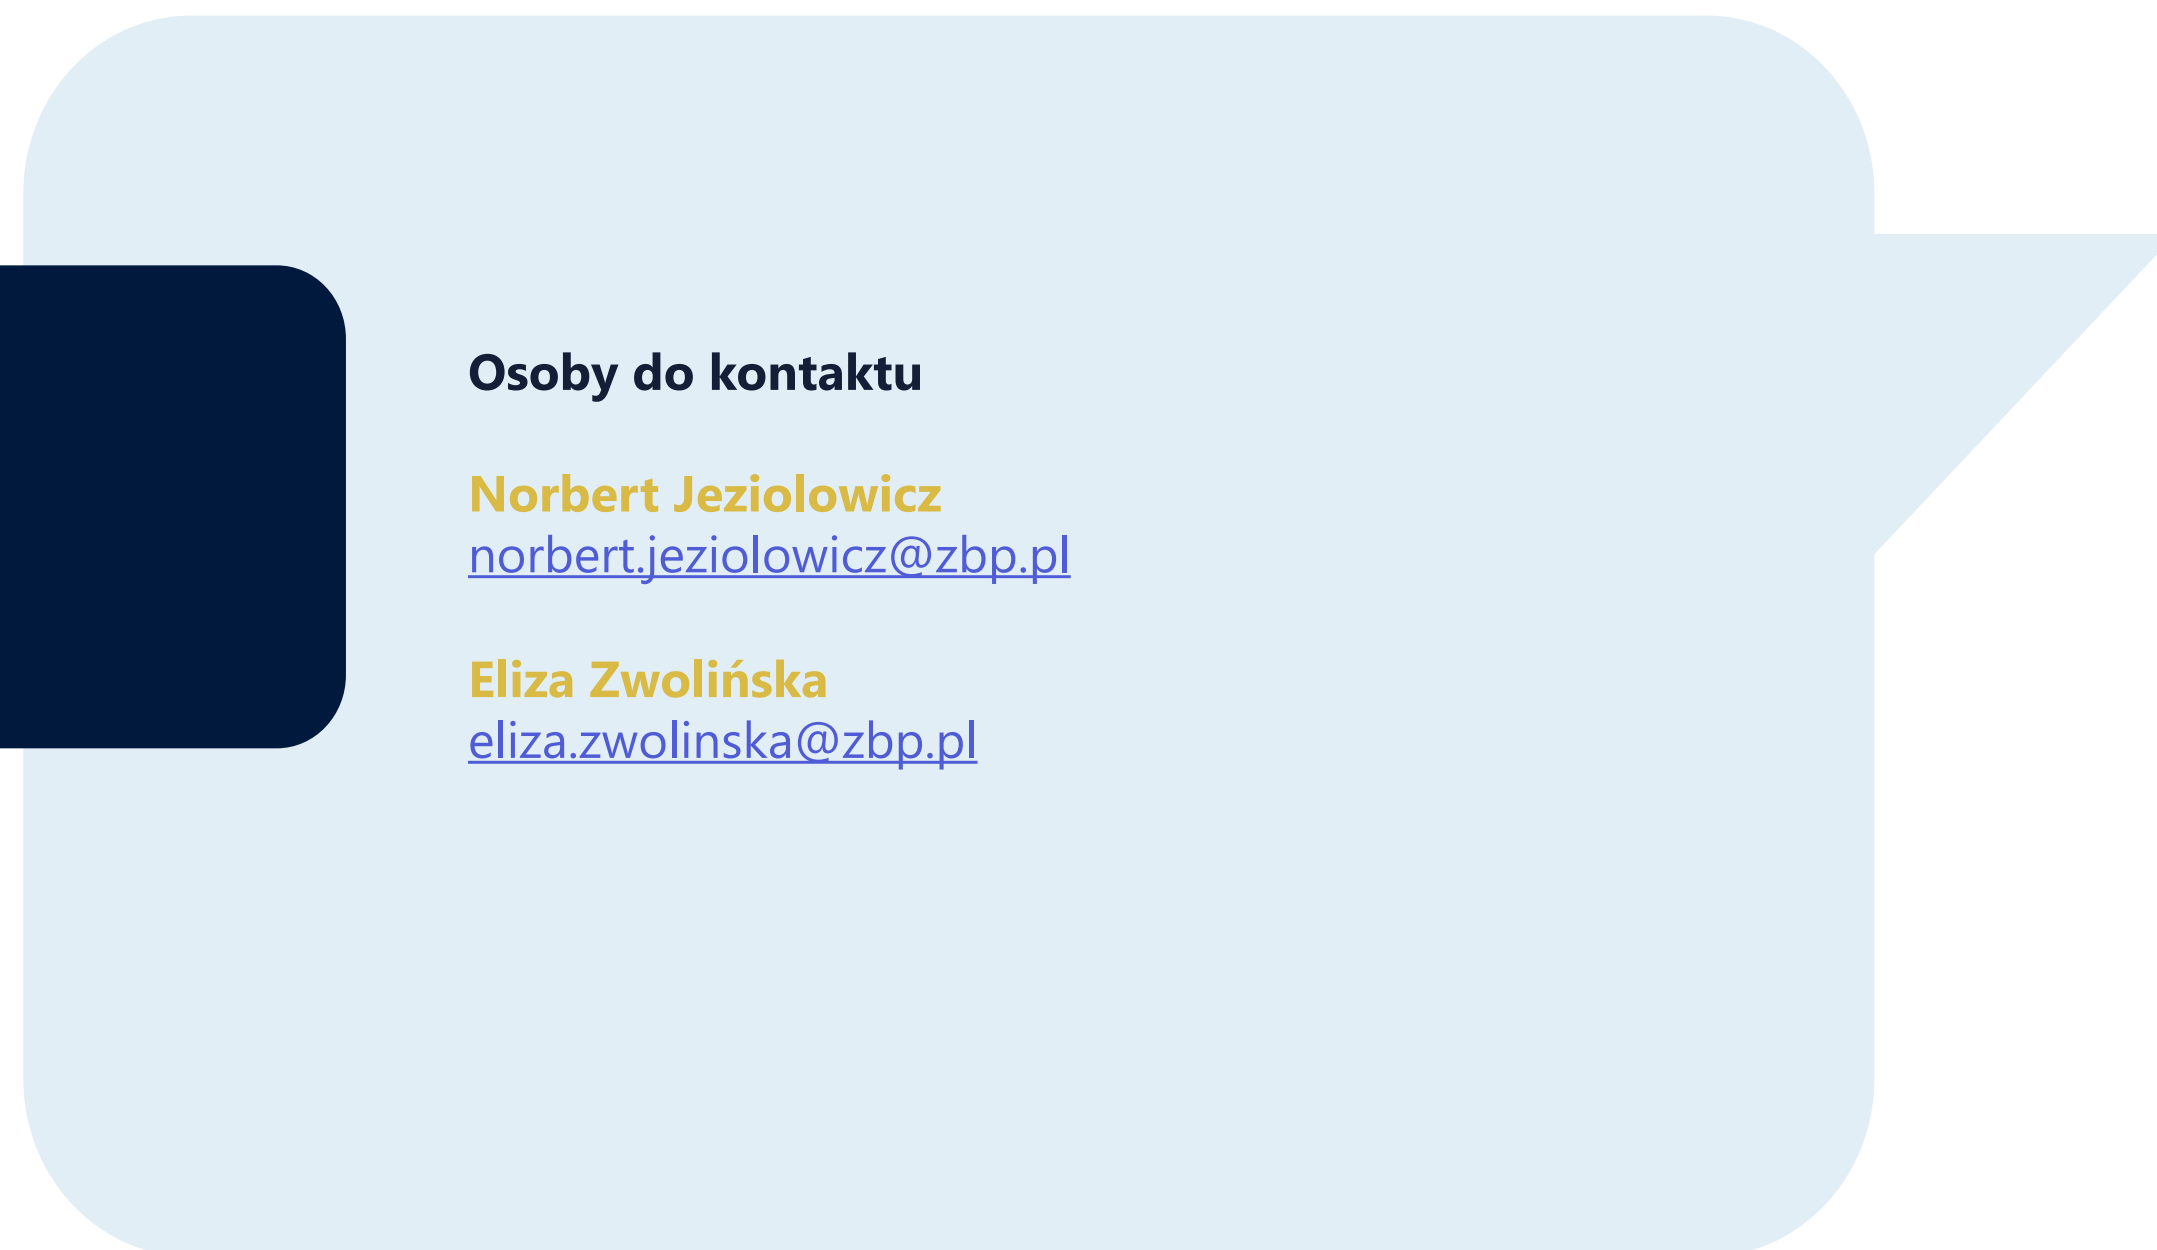 Osoby do kontaktu
Norbert Jeziolowicz
norbert.jeziolowicz@zbp.pl
Eliza Zwolińska
eliza.zwolinska@zbp.pl